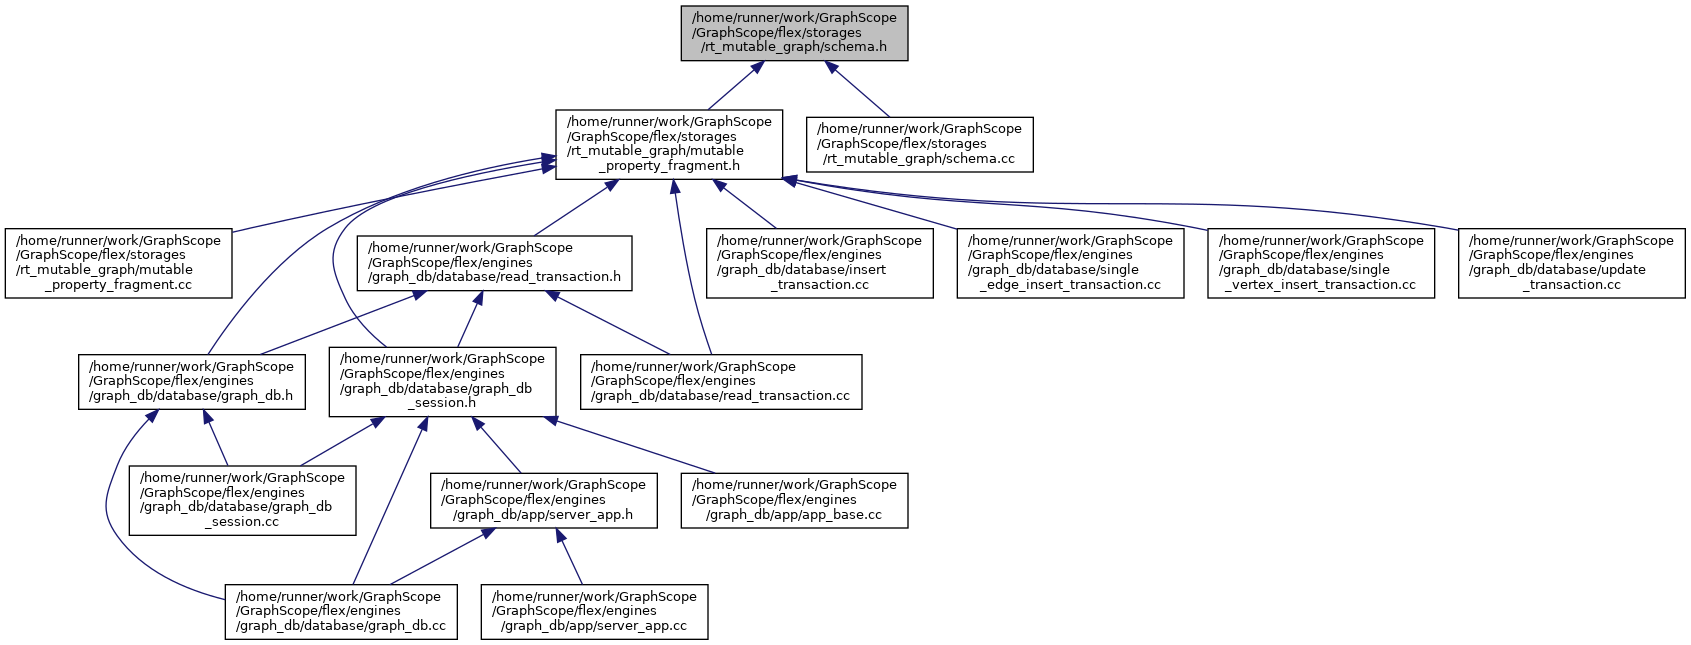 /home/runner/work/GraphScope
/GraphScope/flex/storages
/rt_mutable_graph/schema.h
/home/runner/work/GraphScope
/GraphScope/flex/storages
/rt_mutable_graph/mutable
_property_fragment.h
/home/runner/work/GraphScope
/GraphScope/flex/storages
/rt_mutable_graph/schema.cc
/home/runner/work/GraphScope
/GraphScope/flex/storages
/rt_mutable_graph/mutable
_property_fragment.cc
/home/runner/work/GraphScope
/GraphScope/flex/engines
/graph_db/database/read_transaction.h
/home/runner/work/GraphScope
/GraphScope/flex/engines
/graph_db/database/insert
_transaction.cc
/home/runner/work/GraphScope
/GraphScope/flex/engines
/graph_db/database/single
_edge_insert_transaction.cc
/home/runner/work/GraphScope
/GraphScope/flex/engines
/graph_db/database/single
_vertex_insert_transaction.cc
/home/runner/work/GraphScope
/GraphScope/flex/engines
/graph_db/database/update
_transaction.cc
/home/runner/work/GraphScope
/GraphScope/flex/engines
/graph_db/database/graph_db.h
/home/runner/work/GraphScope
/GraphScope/flex/engines
/graph_db/database/graph_db
_session.h
/home/runner/work/GraphScope
/GraphScope/flex/engines
/graph_db/database/read_transaction.cc
/home/runner/work/GraphScope
/GraphScope/flex/engines
/graph_db/database/graph_db
_session.cc
/home/runner/work/GraphScope
/GraphScope/flex/engines
/graph_db/app/server_app.h
/home/runner/work/GraphScope
/GraphScope/flex/engines
/graph_db/app/app_base.cc
/home/runner/work/GraphScope
/GraphScope/flex/engines
/graph_db/database/graph_db.cc
/home/runner/work/GraphScope
/GraphScope/flex/engines
/graph_db/app/server_app.cc